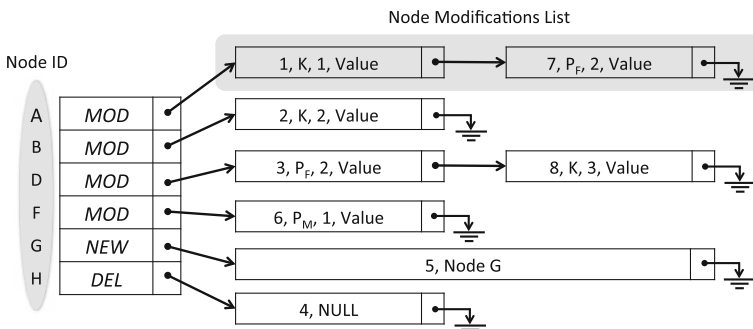 Node Modifications List
Node ID
A MOD 1, K, 1, Value 7, P_F, 2, Value
B MOD 2, K, 2, Value
D MOD 3, P_F, 2, Value 8, K, 3, Value
F MOD 6, P_M, 1, Value
G NEW 5, Node G
H DEL 4, NULL